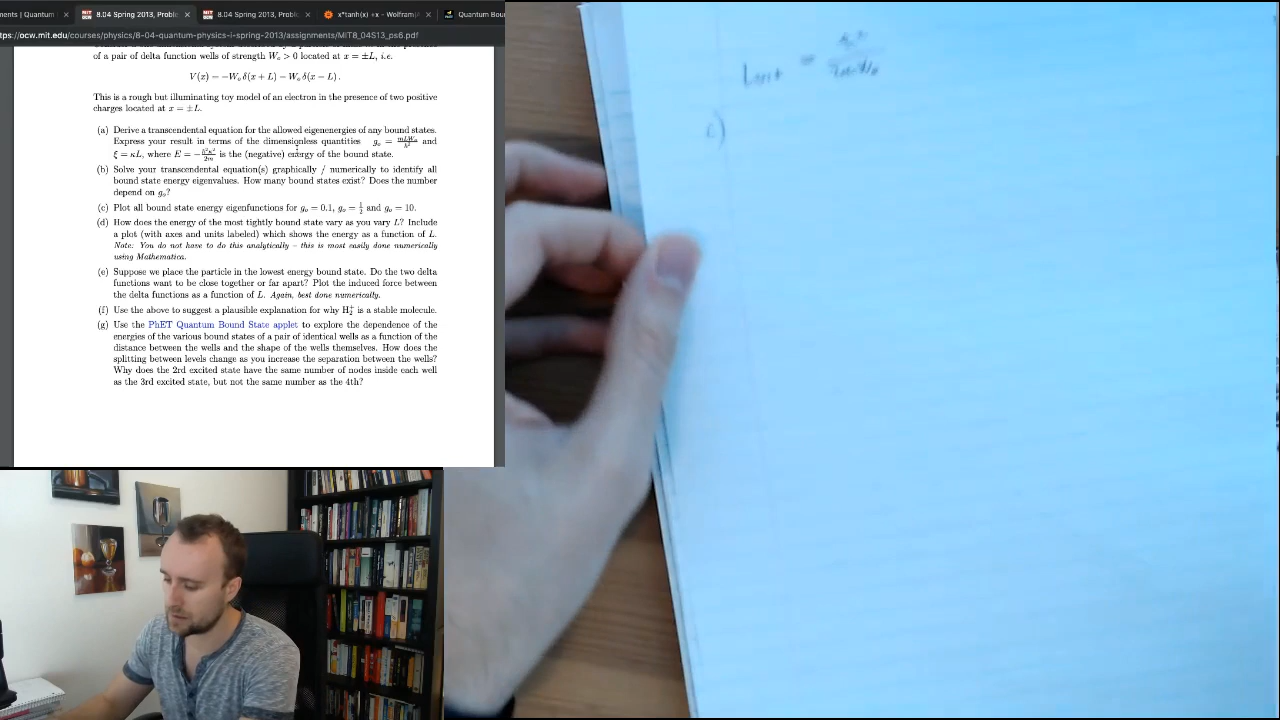 ments | Quantum
8.04 Spring 2013, Proble
8.04 Spring 2013, Proble
x*tanh(x) =x - Wolfram|A
Quantum Bou
https://ocw.mit.edu/courses/physics/8-04-quantum-physics-i-spring-2013/assignments/MIT8_04S13_ps6.pdf
of a pair of delta function wells of strength W₀ > 0 located at x = ±L, i.e.
V(x) = −W₀ δ(x + L) − W₀ δ(x − L) .
This is a rough but illuminating toy model of an electron in the presence of two positive
charges located at x = ±L.
(a) Derive a transcendental equation for the allowed eigenenergies of any bound states.
Express your result in terms of the dimensionless quantities g₀ = mLW₀/ħ² and
ξ = κL, where E = −ħ²κ²/2m is the (negative) energy of the bound state.
(b) Solve your transcendental equation(s) graphically / numerically to identify all
bound state energy eigenvalues. How many bound states exist? Does the number
depend on g₀?
(c) Plot all bound state energy eigenfunctions for g₀ = 0.1, g₀ = 1/2 and g₀ = 10.
(d) How does the energy of the most tightly bound state vary as you vary L? Include
a plot (with axes and units labeled) which shows the energy as a function of L.
Note: You do not have to do this analytically – this is most easily done numerically
using Mathematica.
(e) Suppose we place the particle in the lowest energy bound state. Do the two delta
functions want to be close together or far apart? Plot the induced force between
the delta functions as a function of L. Again, best done numerically.
(f) Use the above to suggest a plausible explanation for why H₂⁺ is a stable molecule.
(g) Use the PhET Quantum Bound State applet to explore the dependence of the
energies of the various bound states of a pair of identical wells as a function of the
distance between the wells and the shape of the wells themselves. How does the
splitting between levels change as you increase the separation between the wells?
Why does the 2rd excited state have the same number of nodes inside each well
as the 3rd excited state, but not the same number as the 4th?
c)